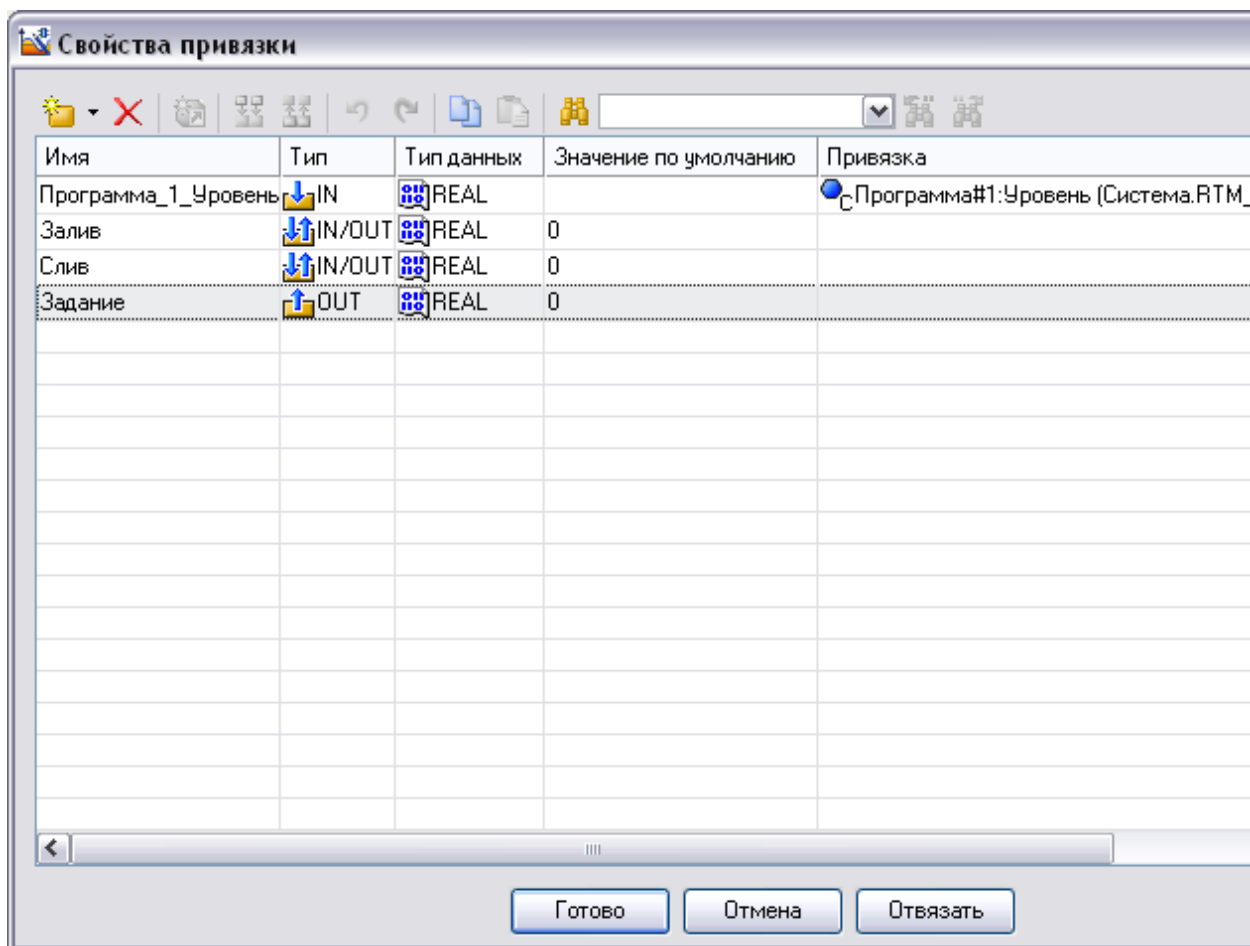 Свойства привязки
Имя Тип Тип данных Значение по умолчанию Привязка
Программа_1_Уровень IN REAL Программа#1:Уровень (Система.RTM_
Залив IN/OUT REAL 0
Слив IN/OUT REAL 0
Задание OUT REAL 0
Готово Отмена Отвязать